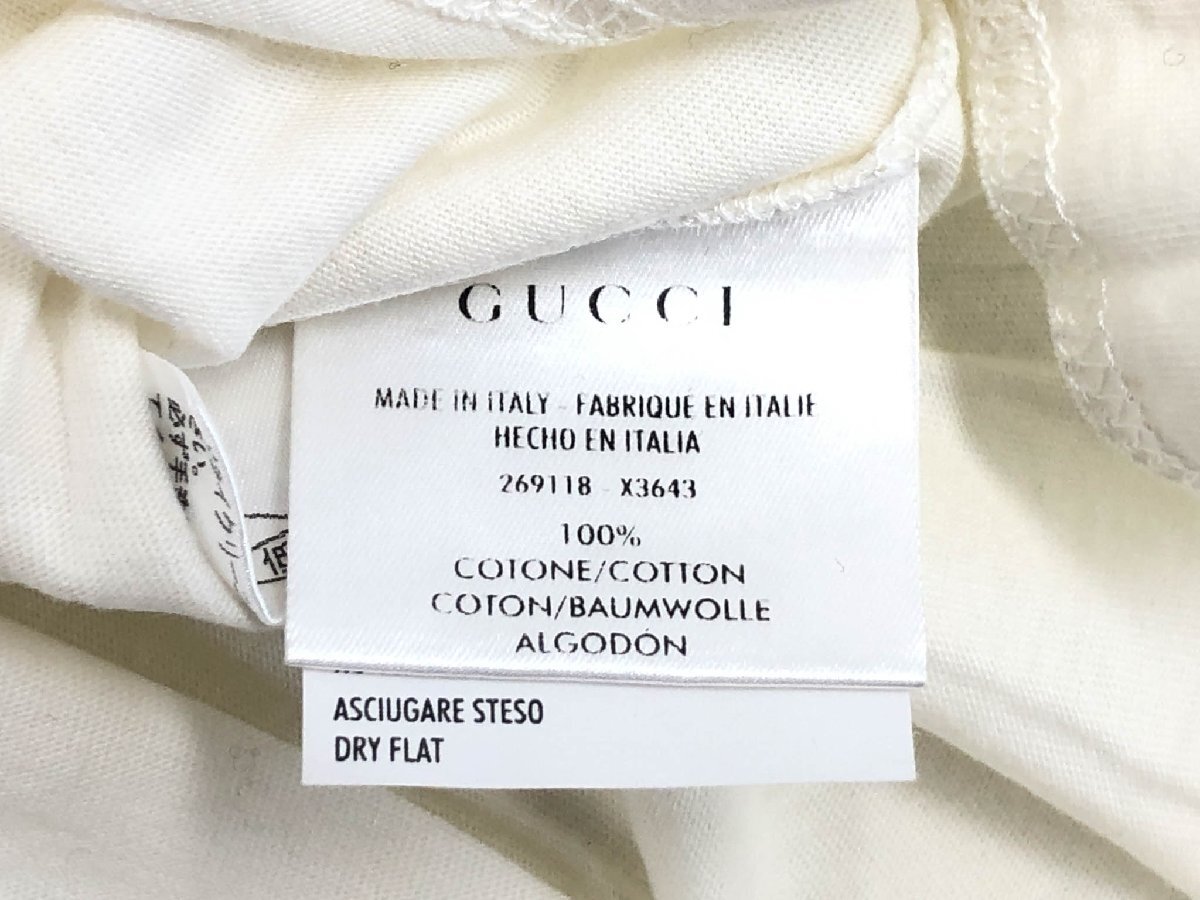 GUCCI
MADE IN ITALY - FABRIQUÉ EN ITALIE
HECHO EN ITALIA
269118 - X3643
100%
COTONE/COTTON
COTON/BAUMWOLLE
ALGODÓN
ASCIUGARE STESO
DRY FLAT